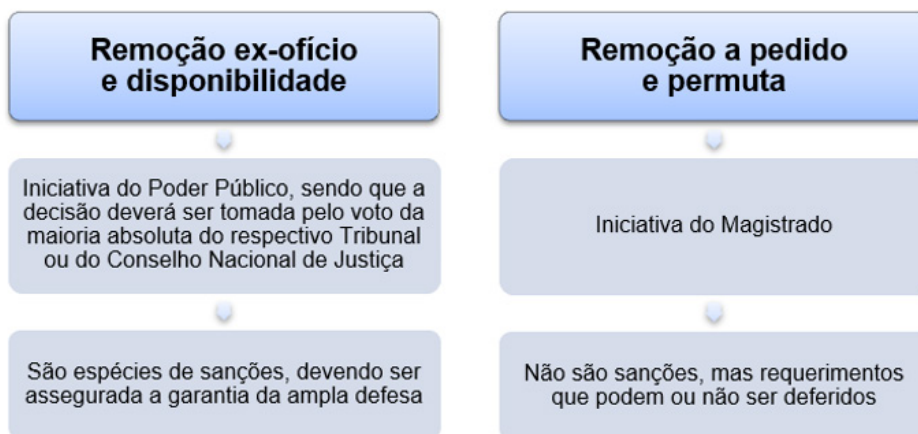 Remoção ex-ofício
e disponibilidade
Iniciativa do Poder Público, sendo que a
decisão deverá ser tomada pelo voto da
maioria absoluta do respectivo Tribunal
ou do Conselho Nacional de Justiça
São espécies de sanções, devendo ser
assegurada a garantia da ampla defesa
Remoção a pedido
e permuta
Iniciativa do Magistrado
Não são sanções, mas requerimentos
que podem ou não ser deferidos